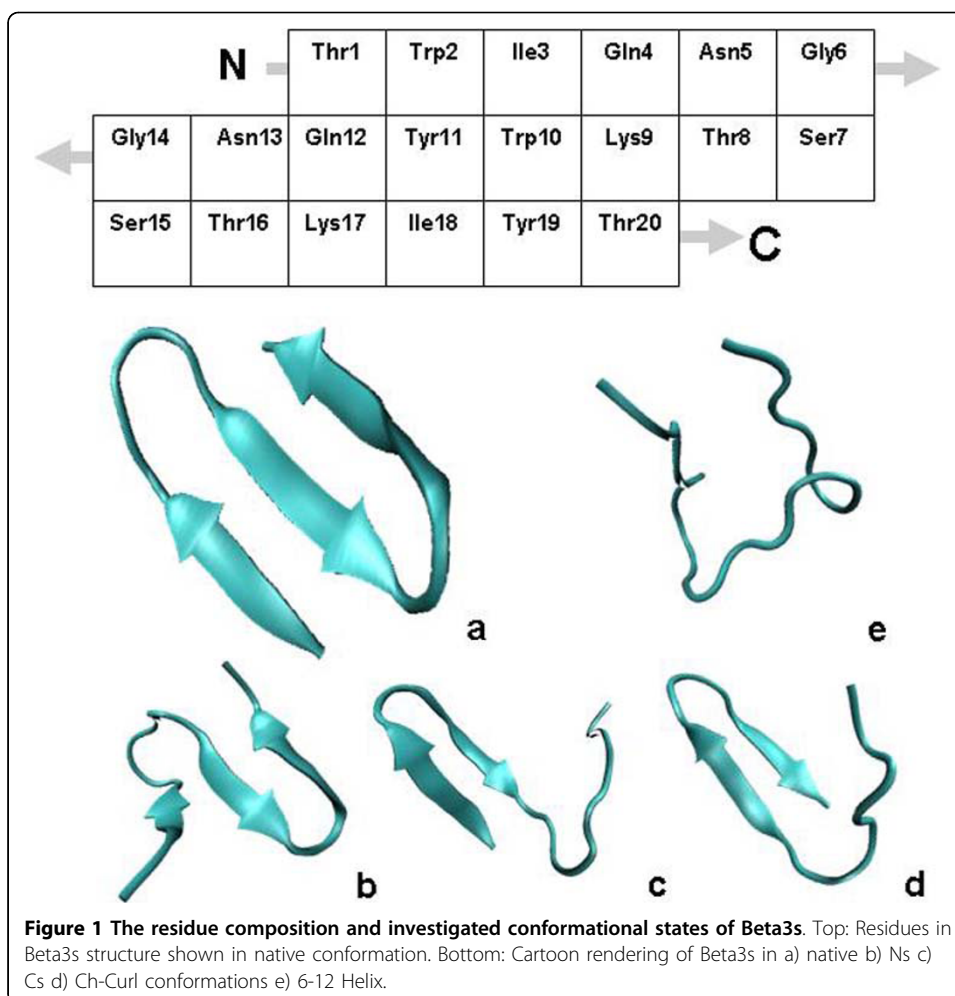 N Thr1 Trp2 Ile3 Gln4 Asn5 Gly6
Gly14 Asn13 Gln12 Tyr11 Trp10 Lys9 Thr8 Ser7
Ser15 Thr16 Lys17 Ile18 Tyr19 Thr20 C
a
e
b
c
d
Figure 1 The residue composition and investigated conformational states of Beta3s. Top: Residues in
Beta3s structure shown in native conformation. Bottom: Cartoon rendering of Beta3s in a) native b) Ns c)
Cs d) Ch-Curl conformations e) 6-12 Helix.